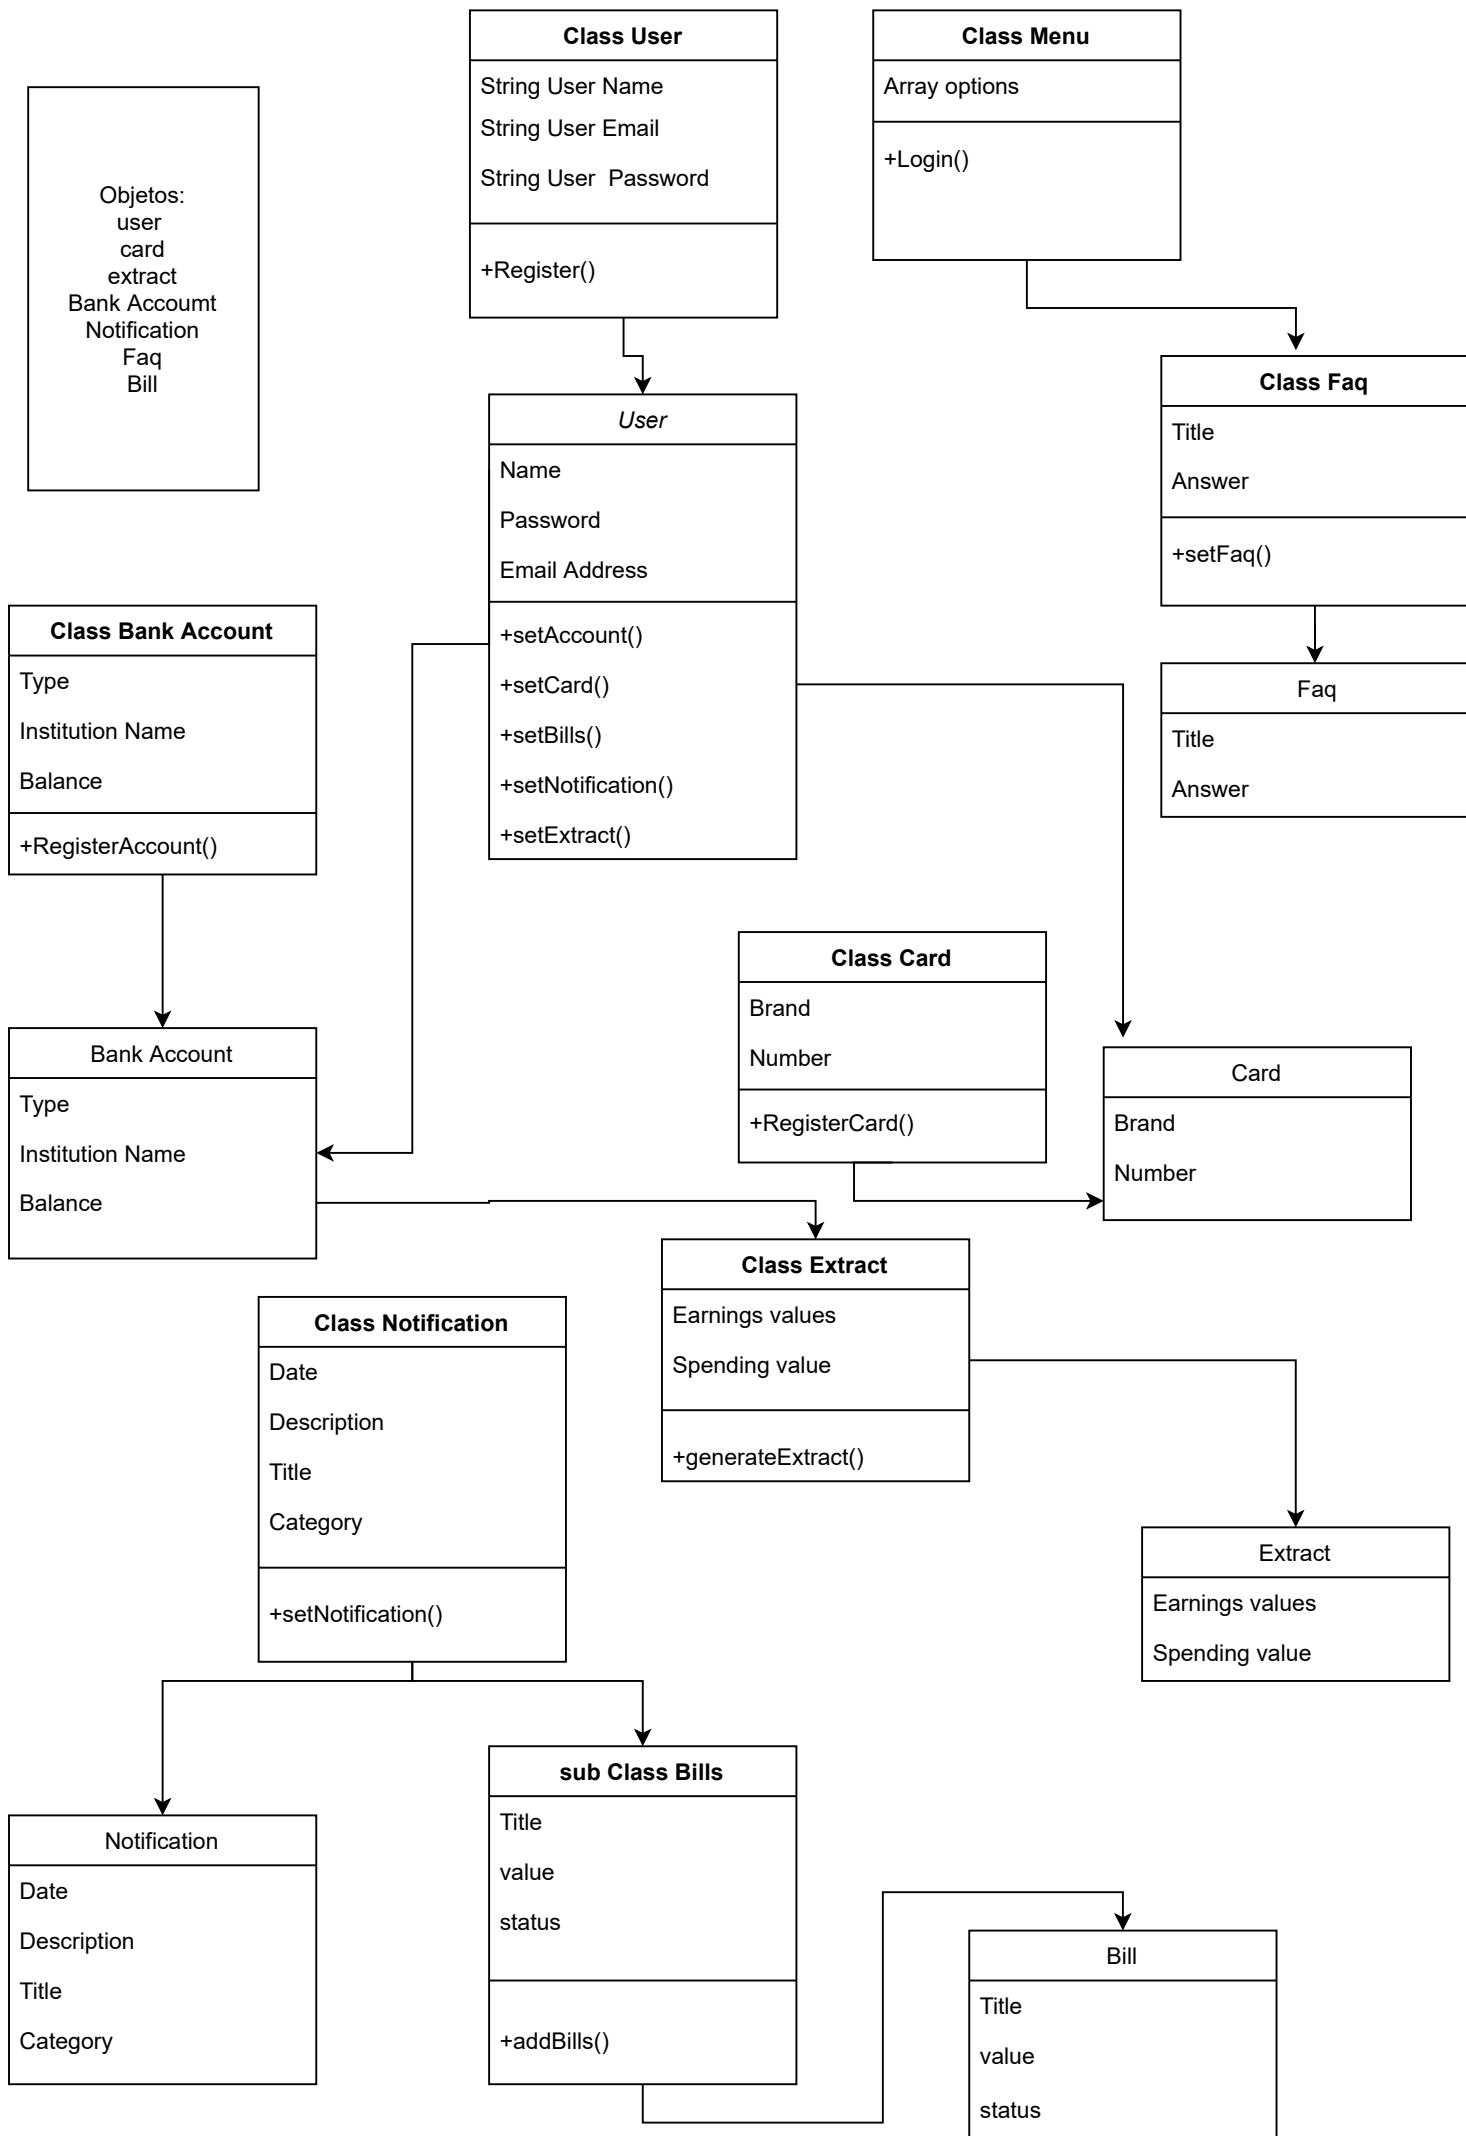 Class User
String User Name
String User Email
String User  Password
+Register()
Class Menu
Array options
+Login()
Objetos:
user
card
extract
Bank Accoumt
Notification
Faq
Bill
User
Name
Password
Email Address
+setAccount()
+setCard()
+setBills()
+setNotification()
+setExtract()
Class Faq
Title
Answer
+setFaq()
Faq
Title
Answer
Class Bank Account
Type
Institution Name
Balance
+RegisterAccount()
Bank Account
Type
Institution Name
Balance
Class Card
Brand
Number
+RegisterCard()
Card
Brand
Number
Class Extract
Earnings values
Spending value
+generateExtract()
Extract
Earnings values
Spending value
Class Notification
Date
Description
Title
Category
+setNotification()
Notification
Date
Description
Title
Category
sub Class Bills
Title
value
status
+addBills()
Bill
Title
value
status